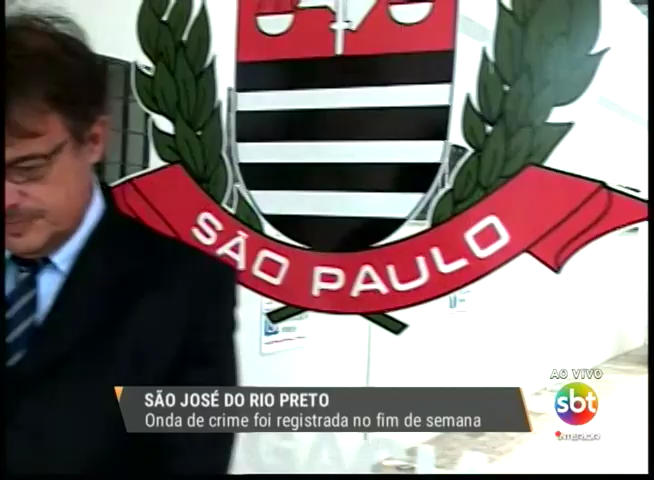 SÃO PAULO
SÃO JOSÉ DO RIO PRETO
Onda de crime foi registrada no fim de semana
AO VIVO
sbt
INTERIOR